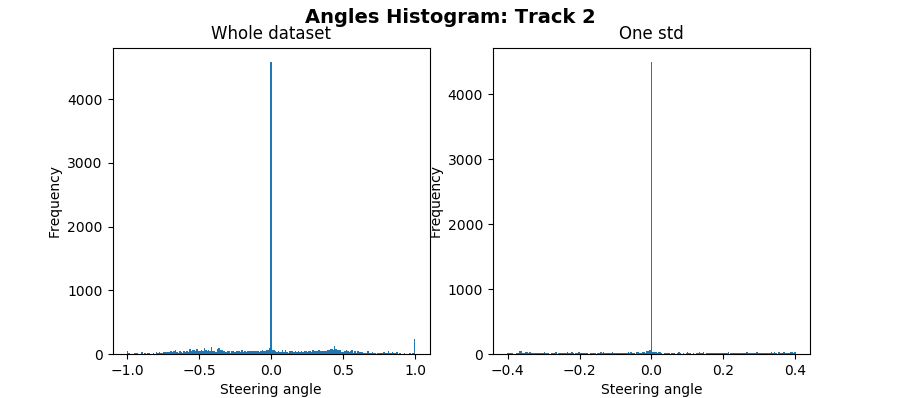 Angles Histogram: Track 2
Whole dataset
Frequency
4000
3000
2000
1000
0
−1.0 −0.5 0.0 0.5 1.0
Steering angle
One std
Frequency
4000
3000
2000
1000
0
−0.4 −0.2 0.0 0.2 0.4
Steering angle